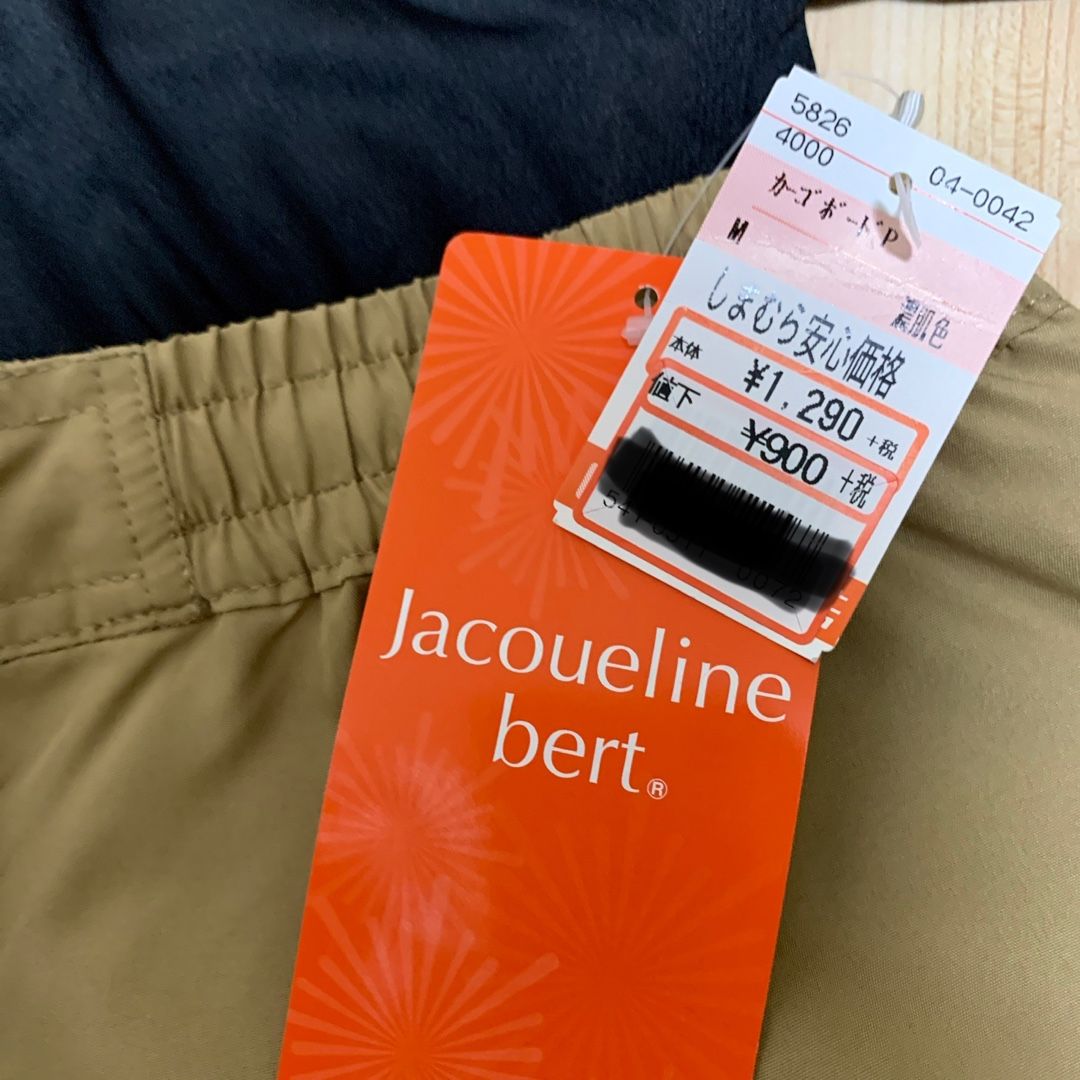 5826
4000
04-0042
カーゴボードP
M
濃肌色
しまむら安心価格
本体
¥1,290 +税
値下
¥900 +税
0072
Jacoueline
bert®